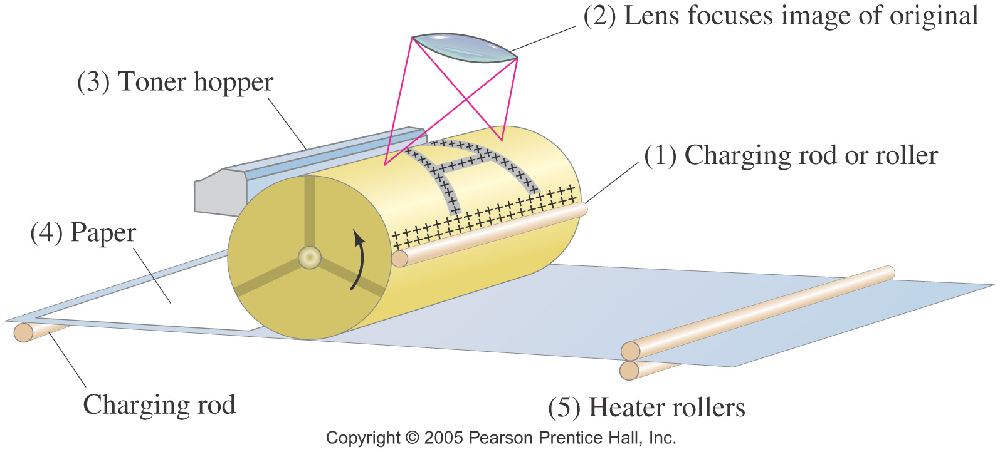 (2) Lens focuses image of original
(3) Toner hopper
(1) Charging rod or roller
(4) Paper
Charging rod
(5) Heater rollers
Copyright © 2005 Pearson Prentice Hall, Inc.